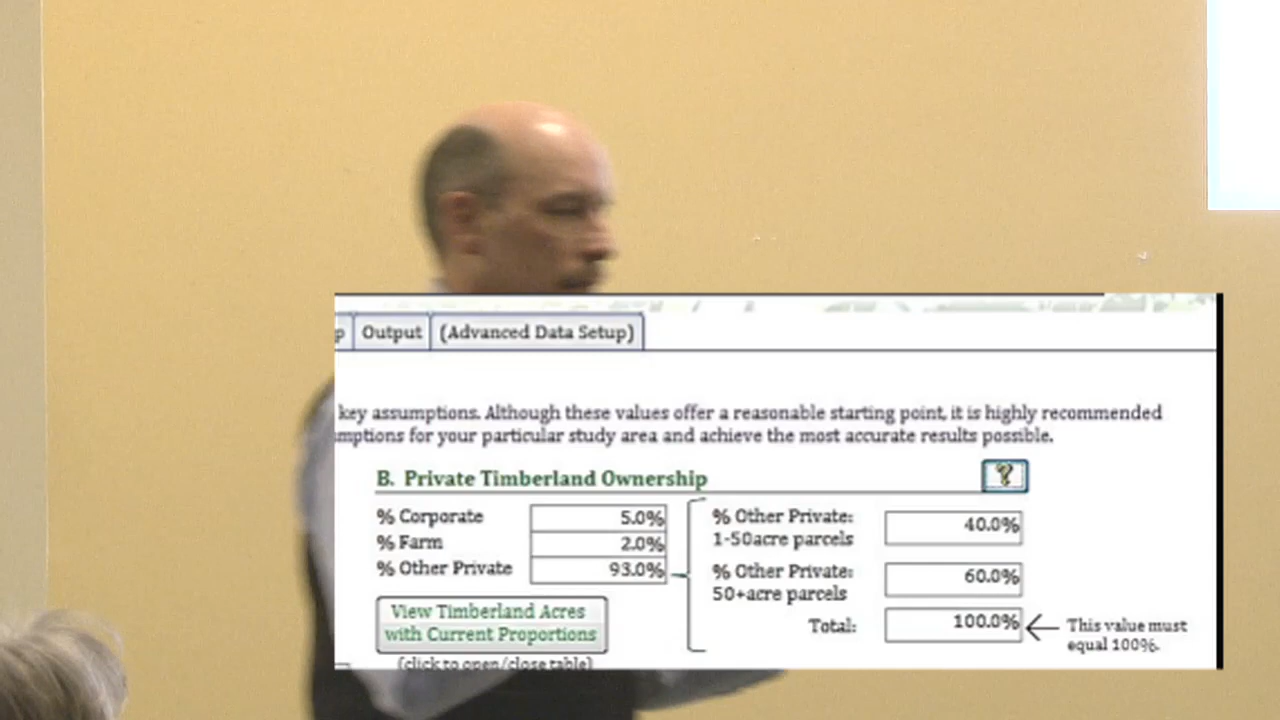 Output (Advanced Data Setup)
key assumptions. Although these values offer a reasonable starting point, it is highly recommended
for your particular study area and achieve the most accurate results possible.
B. Private Timberland Ownership ?
% Corporate 5.0%
% Farm 2.0%
% Other Private 93.0%
View Timberland Acres
with Current Proportions
(click to open/close table)
% Other Private:
1-50acre parcels
40.0%
% Other Private:
50+acre parcels
60.0%
Total: 100.0%
This value must
equal 100%.